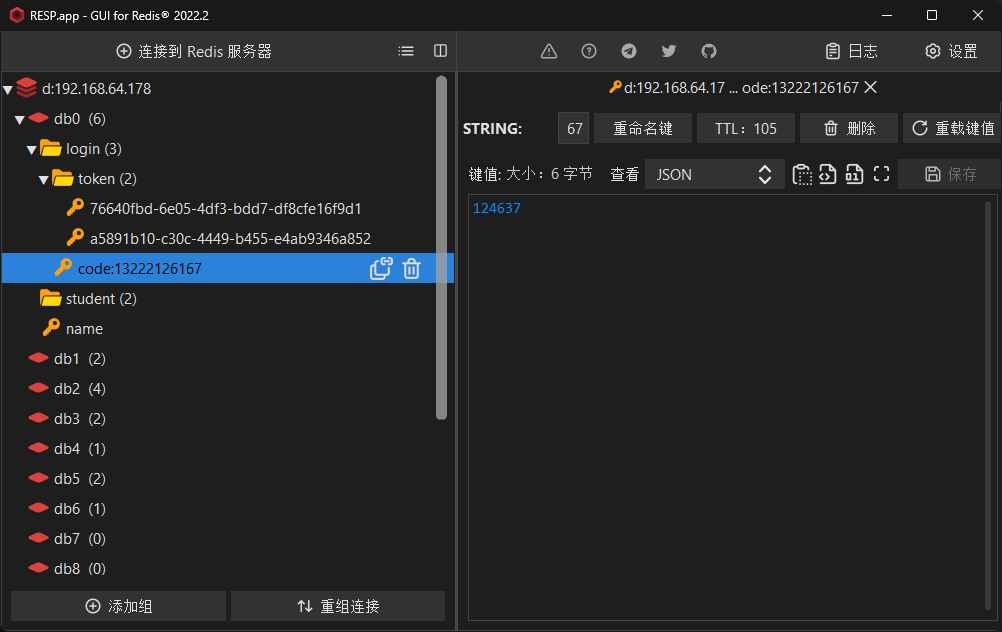 RESP.app - GUI for Redis® 2022.2
连接到 Redis 服务器
日志
设置
d:192.168.64.178
db0 (6)
login (3)
token (2)
76640fbd-6e05-4df3-bdd7-df8cfe16f9d1
a5891b10-c30c-4449-b455-e4ab9346a852
code:13222126167
student (2)
name
db1 (2)
db2 (4)
db3 (2)
db4 (1)
db5 (2)
db6 (1)
db7 (0)
db8 (0)
添加组
重组连接
d:192.168.64.17 ... ode:13222126167
STRING:
67
重命名键
TTL：105
删除
重载键值
键值: 大小：6 字节
查看
JSON
保存
124637